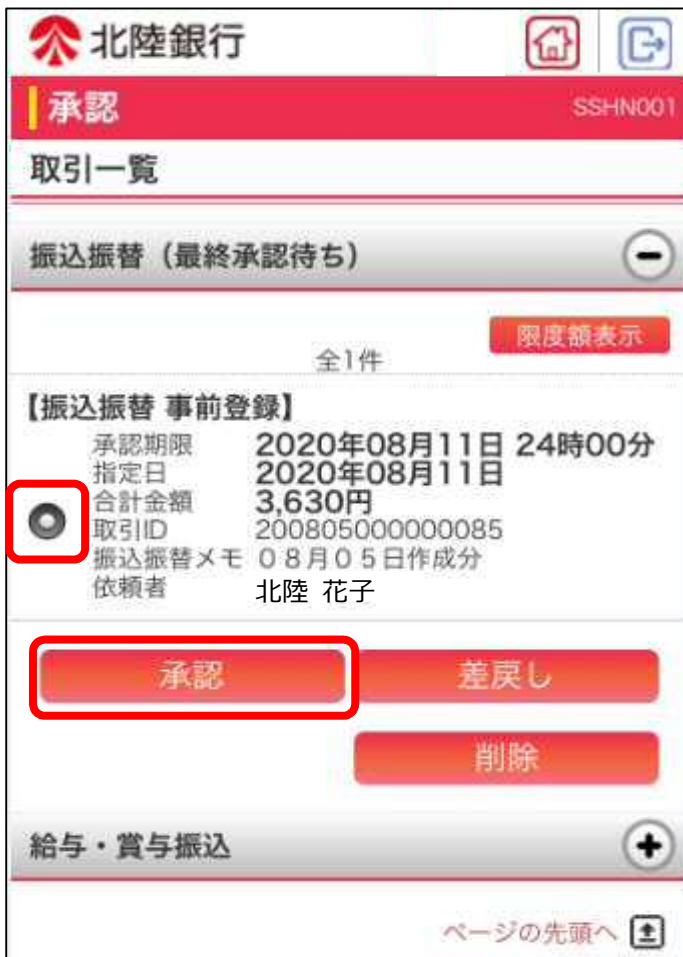 北陸銀行
承認 SSHN001
取引一覧
振込振替（最終承認待ち）
限度額表示
全1件
【振込振替 事前登録】
承認期限 2020年08月11日 24時00分
指定日 2020年08月11日
合計金額 3,630円
取引ID 200805000000085
振込振替メモ ０８月０５日作成分
依頼者 北陸 花子
承認 差戻し
削除
給与・賞与振込
ページの先頭へ